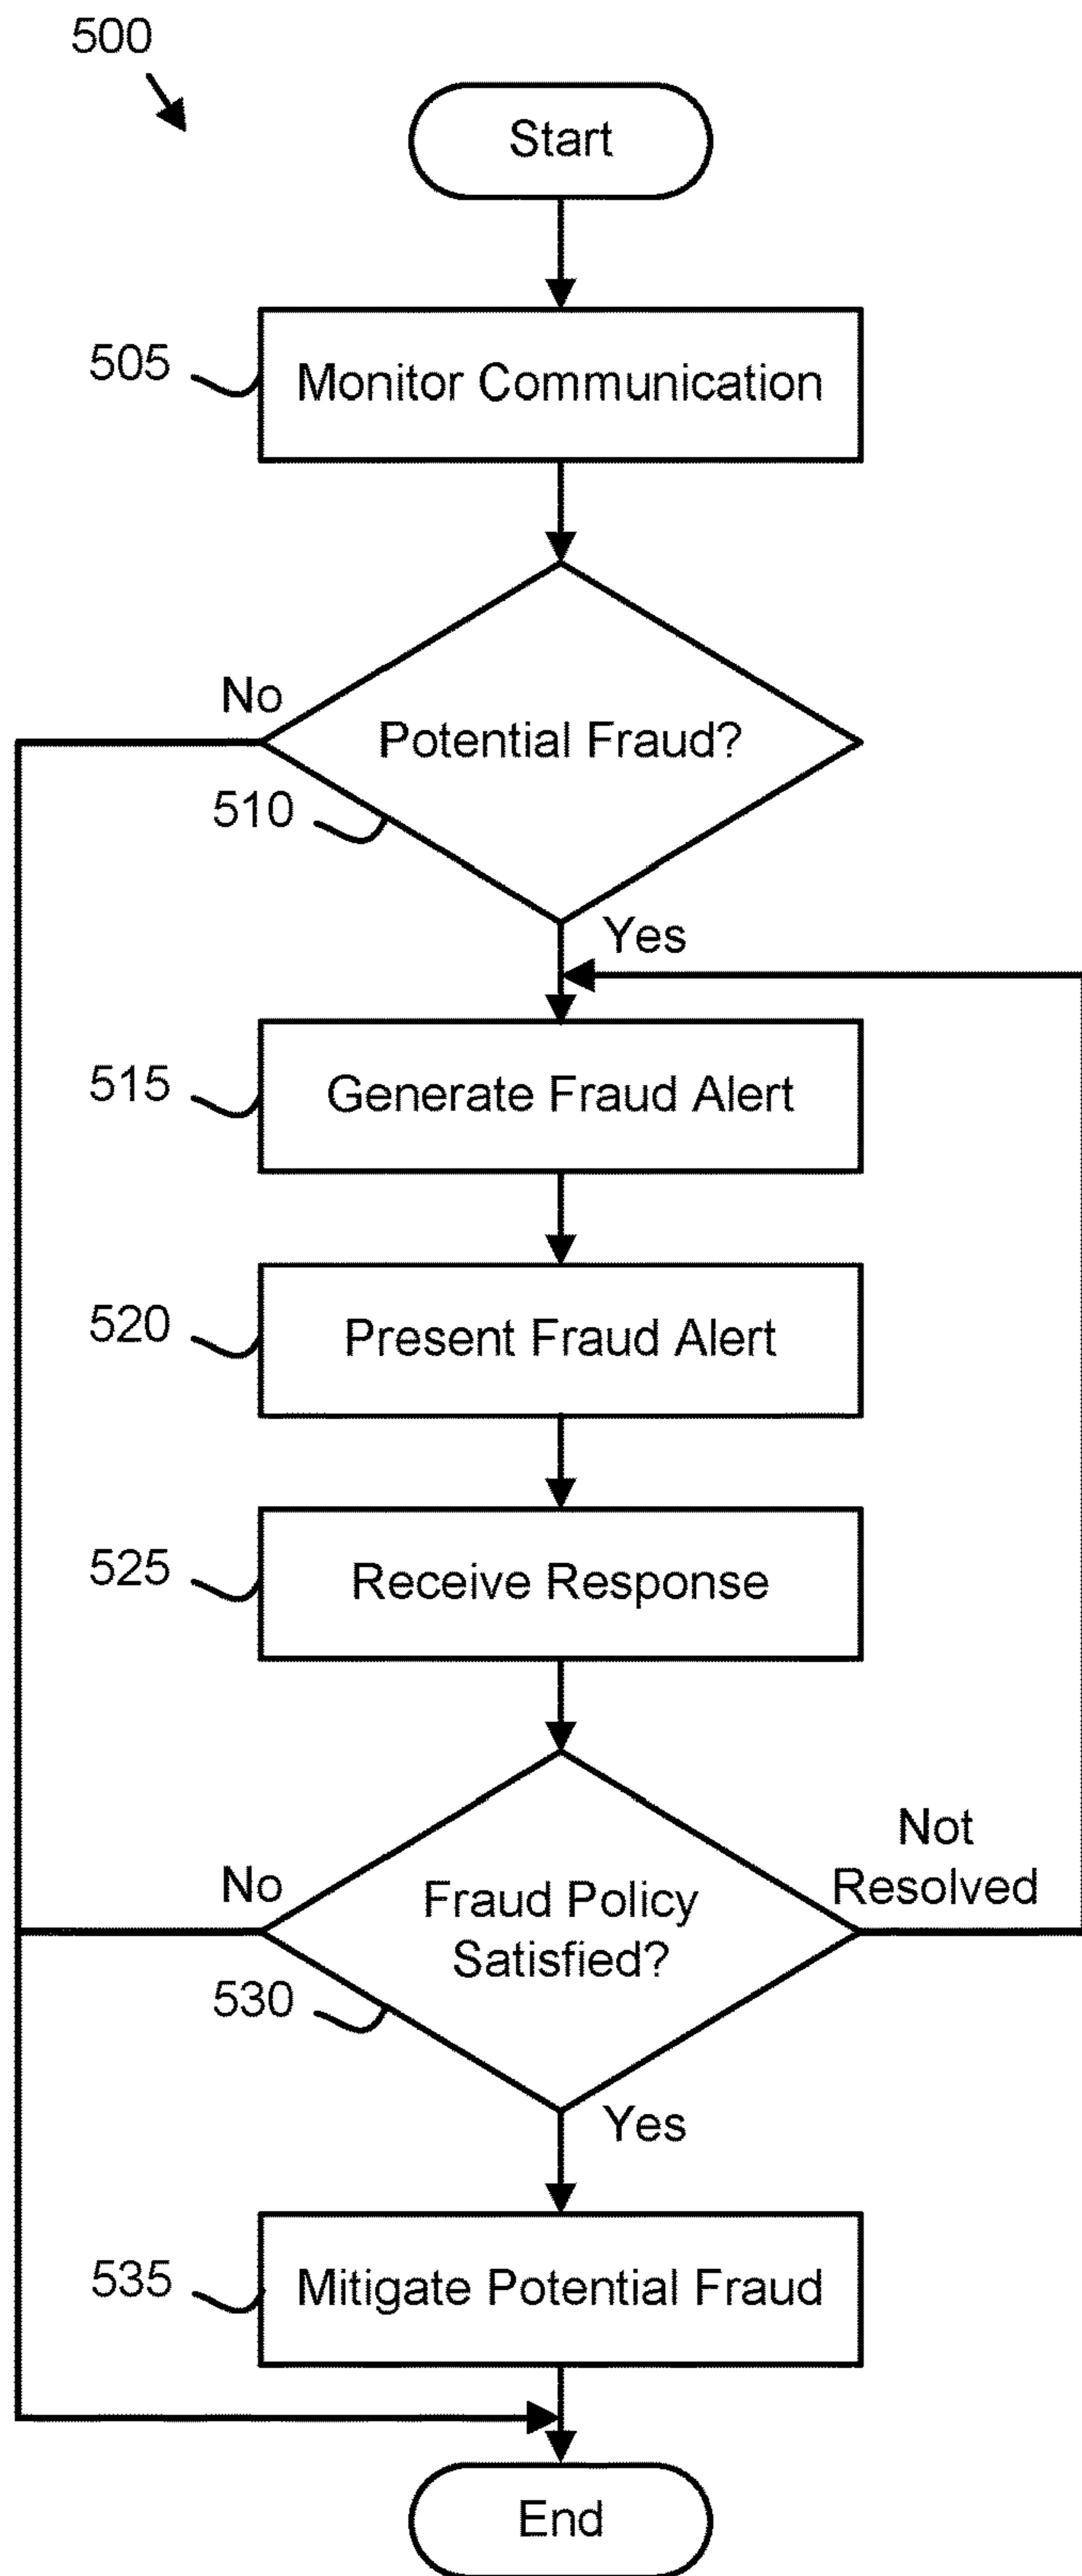 500
Start
505
Monitor Communication
No
Potential Fraud?
510
Yes
515
Generate Fraud Alert
520
Present Fraud Alert
525
Receive Response
No
Fraud Policy
Satisfied?
Not
Resolved
530
Yes
535
Mitigate Potential Fraud
End